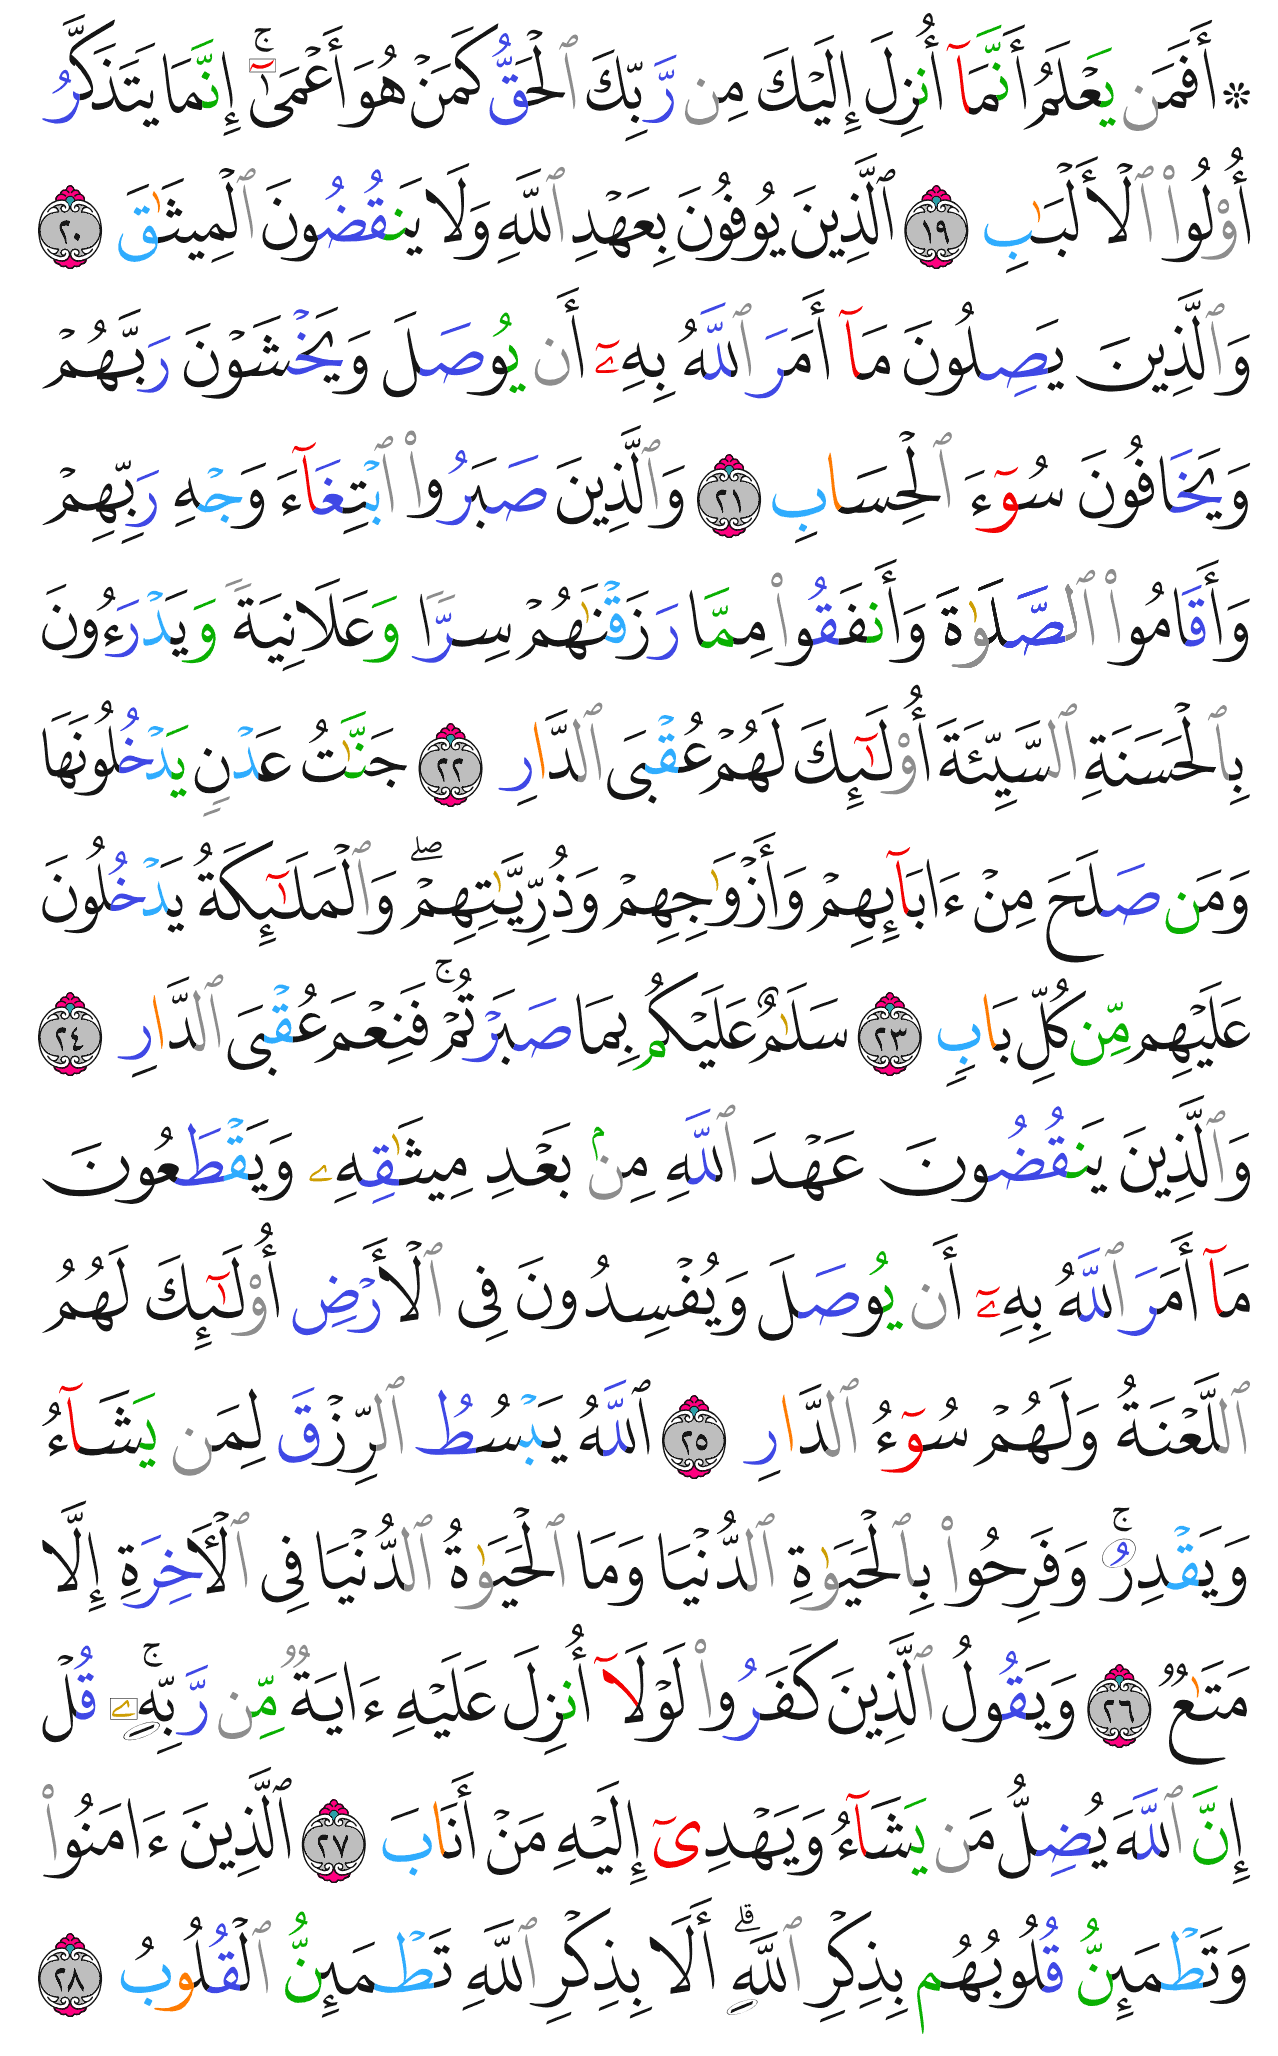 ۞ أَفَمَن يَعْلَمُ أَنَّمَآ أُنزِلَ إِلَيْكَ مِن رَّبِّكَ ٱلْحَقُّ كَمَنْ هُوَ أَعْمَىٰٓ ۚ إِنَّمَا يَتَذَكَّرُ
أُو۟لُوا۟ ٱلْأَلْبَـٰبِ ١٩ ٱلَّذِينَ يُوفُونَ بِعَهْدِ ٱللَّهِ وَلَا يَنقُضُونَ ٱلْمِيثَـٰقَ ٢٠
وَٱلَّذِينَ يَصِلُونَ مَآ أَمَرَ ٱللَّهُ بِهِۦٓ أَن يُوصَلَ وَيَخْشَوْنَ رَبَّهُمْ
وَيَخَافُونَ سُوٓءَ ٱلْحِسَابِ ٢١ وَٱلَّذِينَ صَبَرُوا۟ ٱبْتِغَآءَ وَجْهِ رَبِّهِمْ
وَأَقَامُوا۟ ٱلصَّلَوٰةَ وَأَنفَقُوا۟ مِمَّا رَزَقْنَـٰهُمْ سِرًّا وَعَلَانِيَةً وَيَدْرَءُونَ
بِٱلْحَسَنَةِ ٱلسَّيِّئَةَ أُو۟لَـٰٓئِكَ لَهُمْ عُقْبَى ٱلدَّارِ ٢٢ جَنَّـٰتُ عَدْنٍ يَدْخُلُونَهَا
وَمَن صَلَحَ مِنْ ءَابَآئِهِمْ وَأَزْوَٰجِهِمْ وَذُرِّيَّـٰتِهِمْ ۖ وَٱلْمَلَـٰٓئِكَةُ يَدْخُلُونَ
عَلَيْهِم مِّن كُلِّ بَابٍ ٢٣ سَلَـٰمٌ عَلَيْكُم بِمَا صَبَرْتُمْ ۚ فَنِعْمَ عُقْبَى ٱلدَّارِ ٢٤
وَٱلَّذِينَ يَنقُضُونَ عَهْدَ ٱللَّهِ مِنۢ بَعْدِ مِيثَـٰقِهِۦ وَيَقْطَعُونَ
مَآ أَمَرَ ٱللَّهُ بِهِۦٓ أَن يُوصَلَ وَيُفْسِدُونَ فِى ٱلْأَرْضِ أُو۟لَـٰٓئِكَ لَهُمُ
ٱللَّعْنَةُ وَلَهُمْ سُوٓءُ ٱلدَّارِ ٢٥ ٱللَّهُ يَبْسُطُ ٱلرِّزْقَ لِمَن يَشَآءُ
وَيَقْدِرُ ۚ وَفَرِحُوا۟ بِٱلْحَيَوٰةِ ٱلدُّنْيَا وَمَا ٱلْحَيَوٰةُ ٱلدُّنْيَا فِى ٱلْـَٔاخِرَةِ إِلَّا
مَتَـٰعٌ ٢٦ وَيَقُولُ ٱلَّذِينَ كَفَرُوا۟ لَوْلَآ أُنزِلَ عَلَيْهِ ءَايَةٌ مِّن رَّبِّهِۦ ۚ قُلْ
إِنَّ ٱللَّهَ يُضِلُّ مَن يَشَآءُ وَيَهْدِىٓ إِلَيْهِ مَنْ أَنَابَ ٢٧ ٱلَّذِينَ ءَامَنُوا۟
وَتَطْمَئِنُّ قُلُوبُهُم بِذِكْرِ ٱللَّهِ ۗ أَلَا بِذِكْرِ ٱللَّهِ تَطْمَئِنُّ ٱلْقُلُوبُ ٢٨